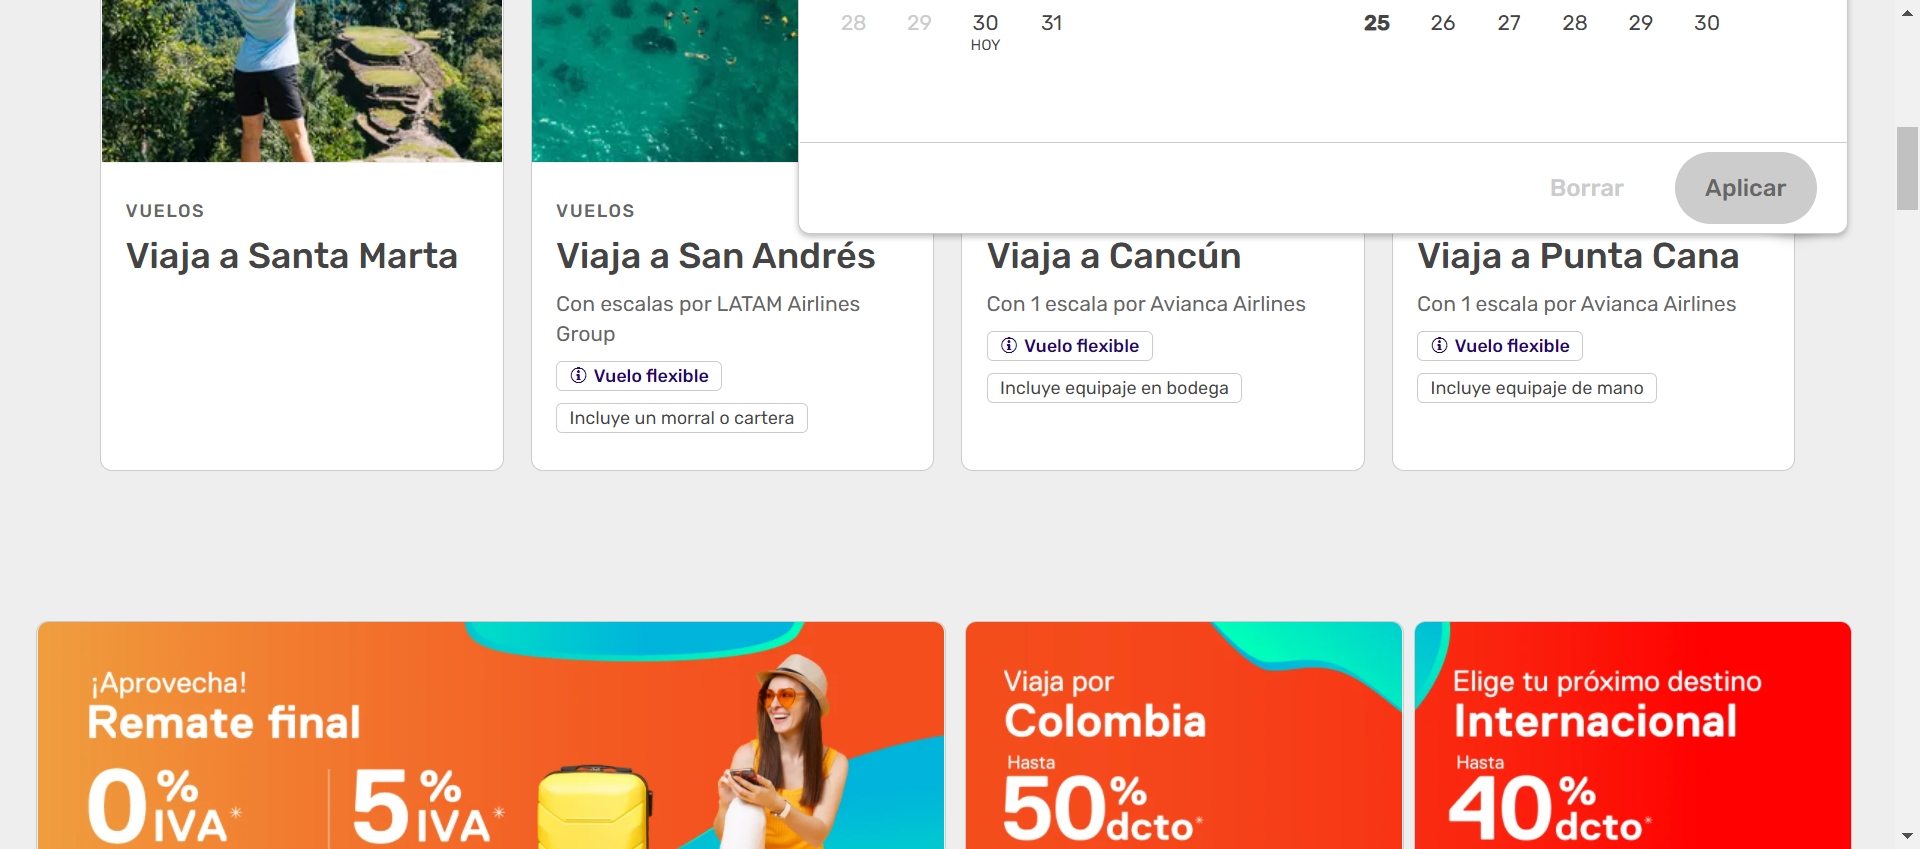 28 29 30 31
HOY
25 26 27 28 29 30
Borrar
Aplicar
VUELOS
Viaja a Santa Marta
VUELOS
Viaja a San Andrés
Con escalas por LATAM Airlines
Group
Vuelo flexible
Incluye un morral o cartera
Viaja a Cancún
Con 1 escala por Avianca Airlines
Vuelo flexible
Incluye equipaje en bodega
Viaja a Punta Cana
Con 1 escala por Avianca Airlines
Vuelo flexible
Incluye equipaje de mano
¡Aprovecha!
Remate final
0% IVA*
5% IVA*
Viaja por
Colombia
Hasta
50% dcto*
Elige tu próximo destino
Internacional
Hasta
40% dcto*